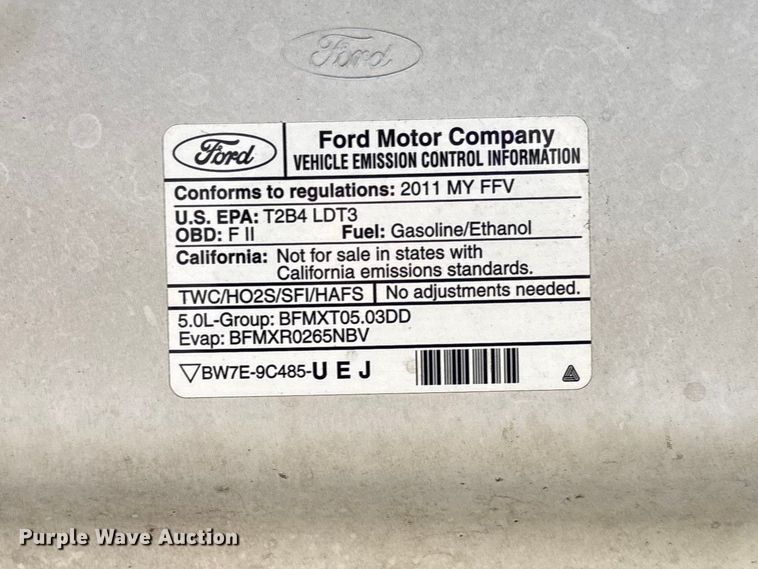 Ford
Ford
Ford Motor Company
VEHICLE EMISSION CONTROL INFORMATION
Conforms to regulations: 2011 MY FFV
U.S. EPA: T2B4 LDT3
OBD: F II Fuel: Gasoline/Ethanol
California: Not for sale in states with
California emissions standards.
TWC/HO2S/SFI/HAFS No adjustments needed.
5.0L-Group: BFMXT05.03DD
Evap: BFMXR0265NBV
BW7E-9C485-U E J
Purple Wave Auction